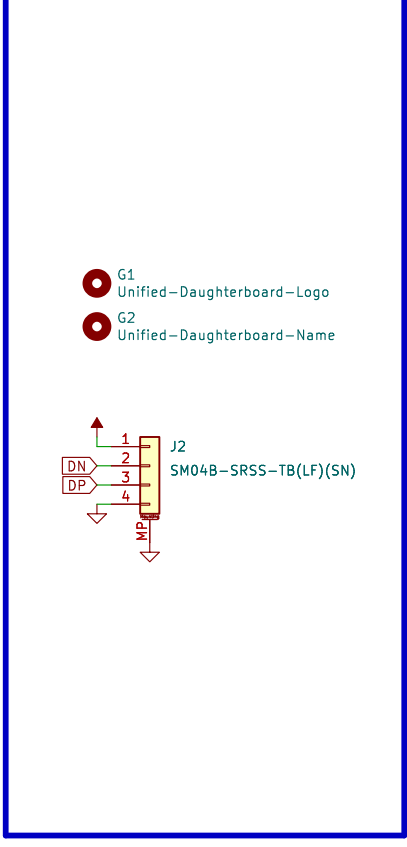 G1
Unified-Daughterboard-Logo
G2
Unified-Daughterboard-Name
J2
SM04B-SRSS-TB(LF)(SN)
1
DN 2
DP 3
4
MP